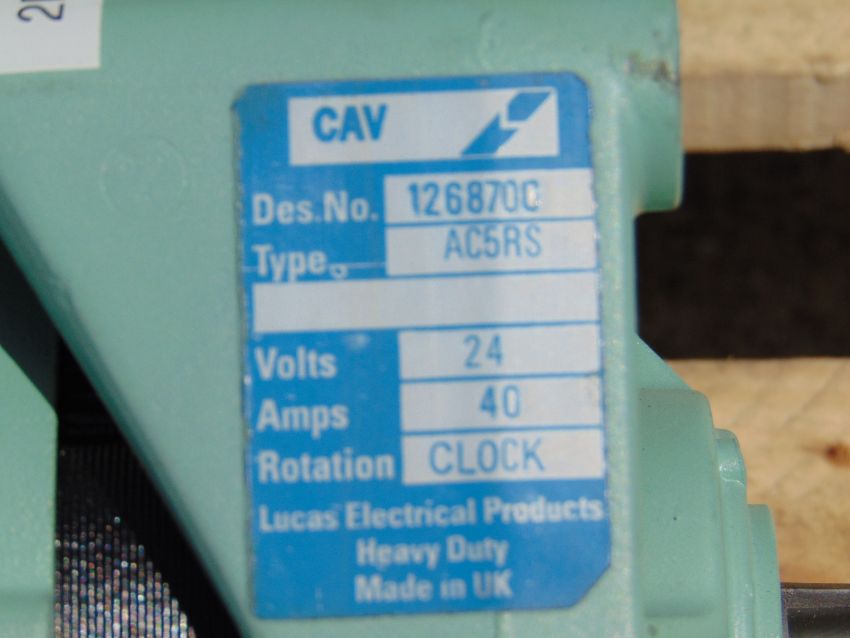 CAV
Des.No. 126870C
Type AC5RS
Volts 24
Amps 40
Rotation CLOCK
Lucas Electrical Products
Heavy Duty
Made in UK